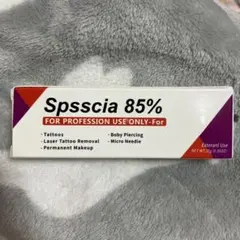 Spsscia 85%
FOR PROFESSION USE ONLY-For
· Tattoos
· Body Piercing
· Laser Tattoo Removal
· Micro Needle
· Permanent Makeup
External Use